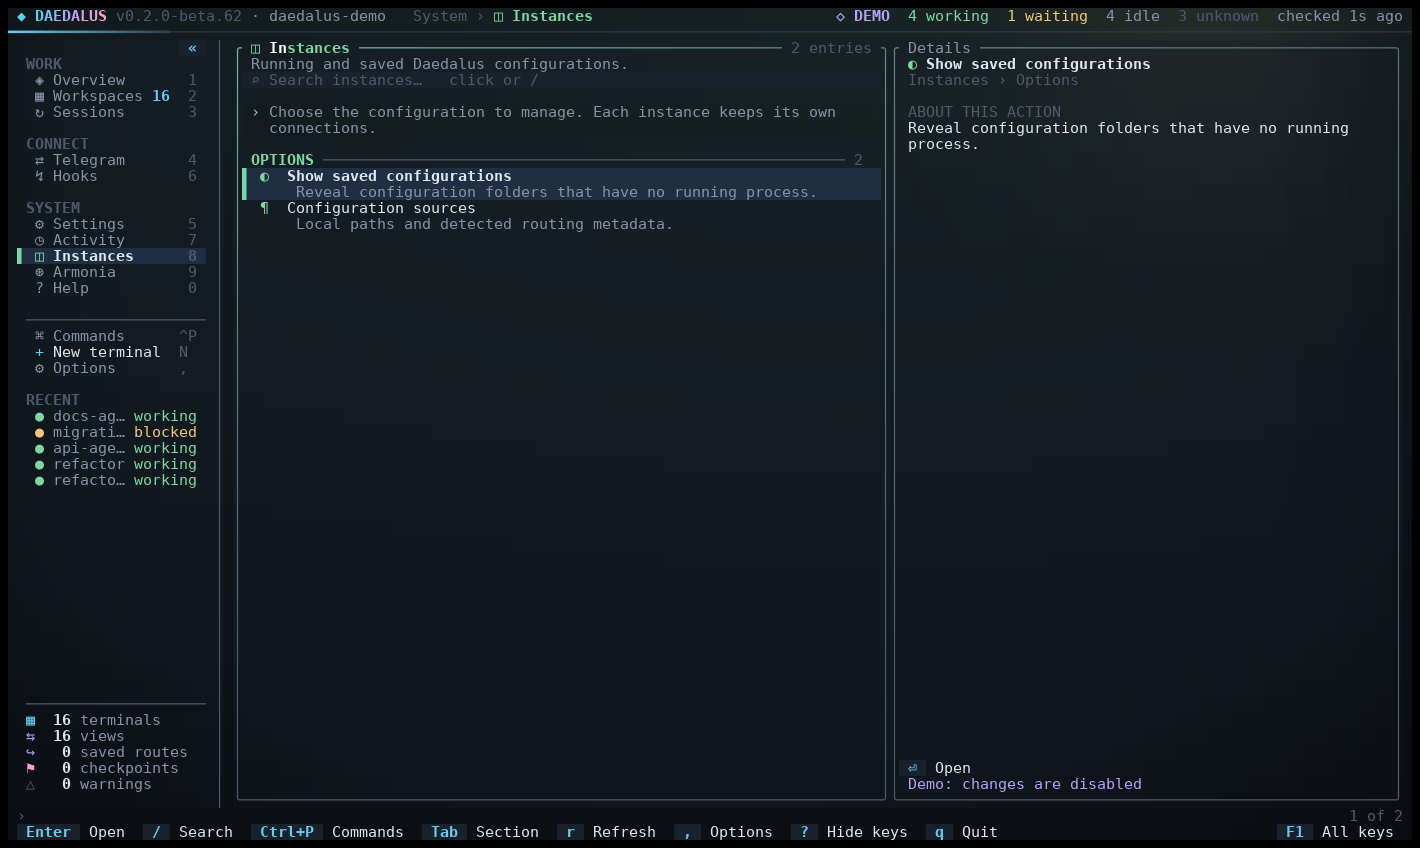 ◆ DAEDALUS v0.2.0-beta.62 · daedalus-demo System › ◫ Instances ◇ DEMO 4 working 1 waiting 4 idle 3 unknown checked 1s ago
«
WORK
◈ Overview 1
▦ Workspaces 16 2
↻ Sessions 3
CONNECT
⇄ Telegram 4
↯ Hooks 6
SYSTEM
⚙ Settings 5
◷ Activity 7
◫ Instances 8
⊛ Armonia 9
? Help 0
⌘ Commands ^P
+ New terminal N
⚙ Options ,
RECENT
● docs-ag… working
● migrati… blocked
● api-age… working
● refactor working
● refacto… working
▦ 16 terminals
⇆ 16 views
↪ 0 saved routes
⚑ 0 checkpoints
△ 0 warnings
◫ Instances 2 entries
Running and saved Daedalus configurations.
⌕ Search instances… click or /
› Choose the configuration to manage. Each instance keeps its own
connections.
OPTIONS 2
◐ Show saved configurations
Reveal configuration folders that have no running process.
¶ Configuration sources
Local paths and detected routing metadata.
Details
◐ Show saved configurations
Instances › Options
ABOUT THIS ACTION
Reveal configuration folders that have no running
process.
⏎ Open
Demo: changes are disabled
› 1 of 2
Enter Open / Search Ctrl+P Commands Tab Section r Refresh , Options ? Hide keys q Quit F1 All keys